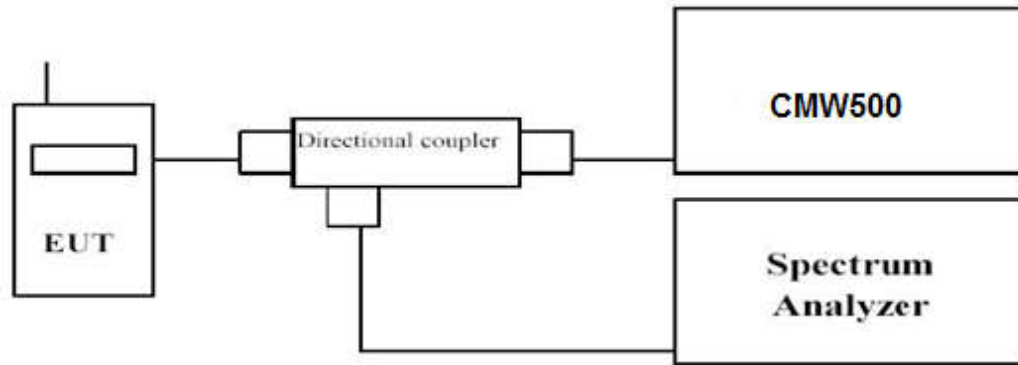 CMW500
Directional coupler
EUT
Spectrum
Analyzer